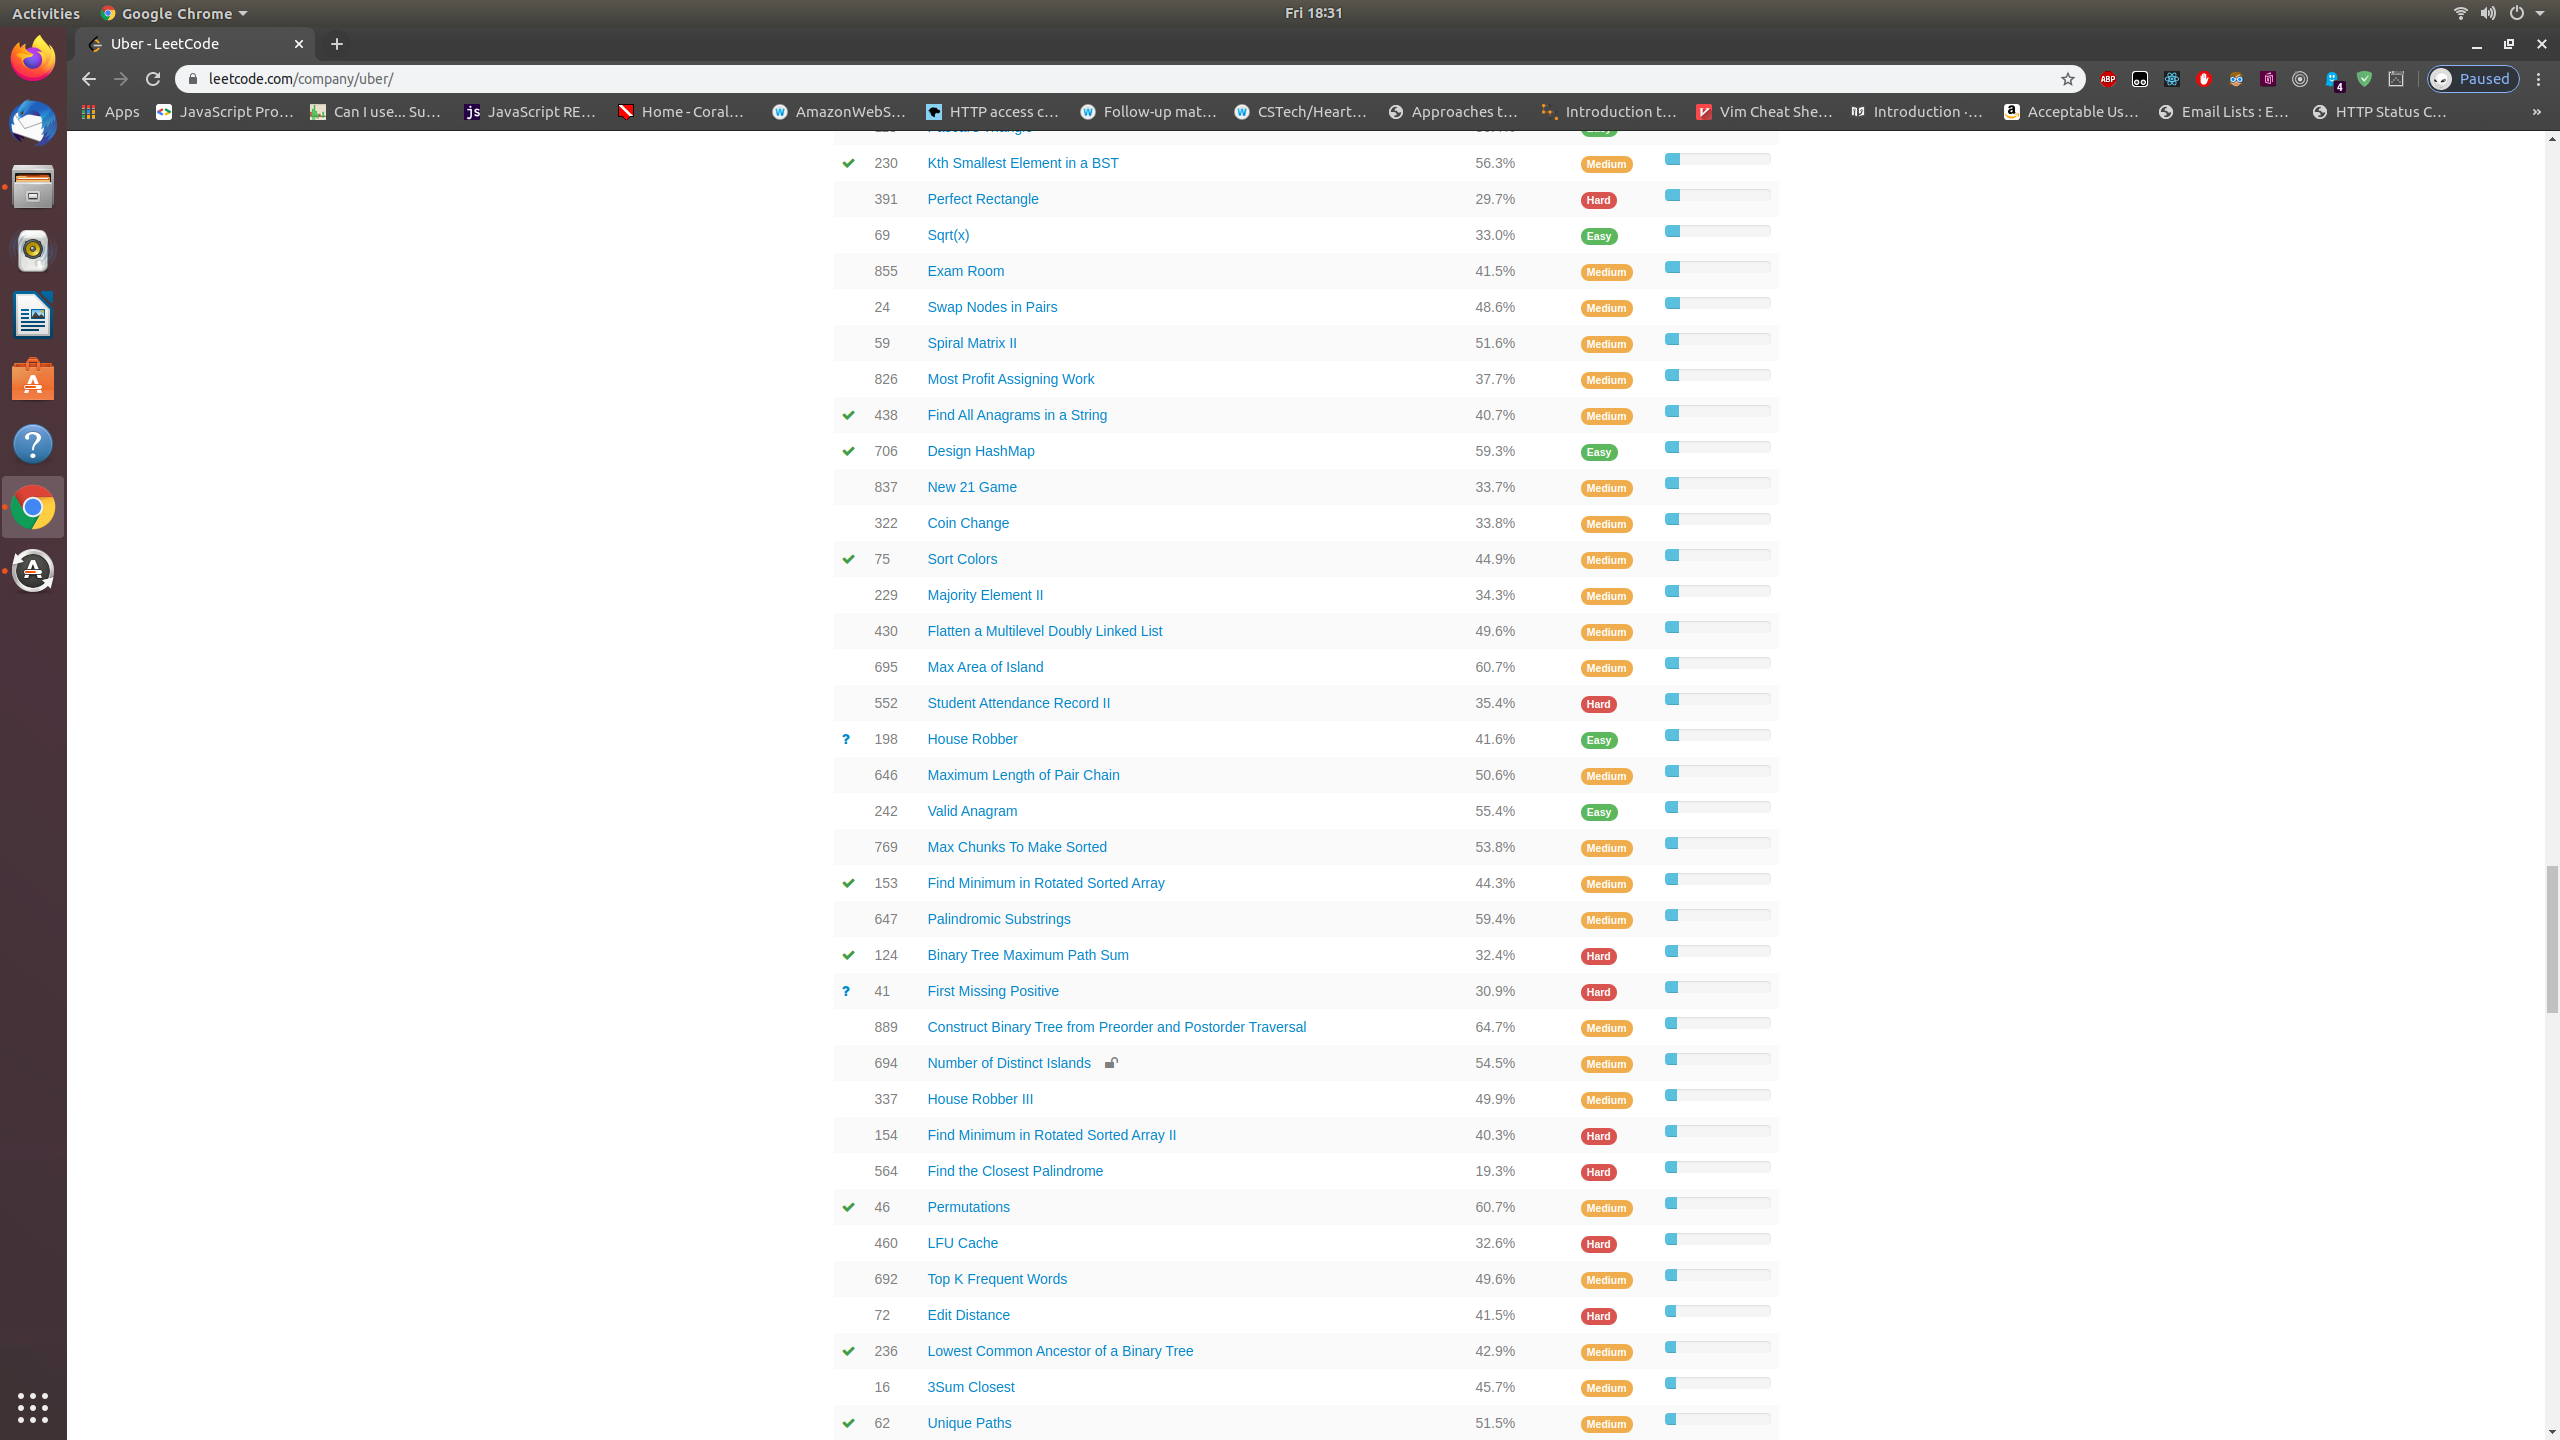 Activities Google Chrome Fri 18:31
Uber - LeetCode
leetcode.com/company/uber/ ABP 4 Paused
Apps JavaScript Pro… Can I use... Su… JavaScript RE… Home - Coral… AmazonWebS… HTTP access c… Follow-up mat… CSTech/Heart… Approaches t… Introduction t… Vim Cheat She… Introduction ·… Acceptable Us… Email Lists : E… HTTP Status C… »
230 Kth Smallest Element in a BST 56.3% Medium
391 Perfect Rectangle 29.7% Hard
69 Sqrt(x) 33.0% Easy
855 Exam Room 41.5% Medium
24 Swap Nodes in Pairs 48.6% Medium
59 Spiral Matrix II 51.6% Medium
826 Most Profit Assigning Work 37.7% Medium
438 Find All Anagrams in a String 40.7% Medium
706 Design HashMap 59.3% Easy
837 New 21 Game 33.7% Medium
322 Coin Change 33.8% Medium
75 Sort Colors 44.9% Medium
229 Majority Element II 34.3% Medium
430 Flatten a Multilevel Doubly Linked List 49.6% Medium
695 Max Area of Island 60.7% Medium
552 Student Attendance Record II 35.4% Hard
? 198 House Robber 41.6% Easy
646 Maximum Length of Pair Chain 50.6% Medium
242 Valid Anagram 55.4% Easy
769 Max Chunks To Make Sorted 53.8% Medium
153 Find Minimum in Rotated Sorted Array 44.3% Medium
647 Palindromic Substrings 59.4% Medium
124 Binary Tree Maximum Path Sum 32.4% Hard
? 41 First Missing Positive 30.9% Hard
889 Construct Binary Tree from Preorder and Postorder Traversal 64.7% Medium
694 Number of Distinct Islands 54.5% Medium
337 House Robber III 49.9% Medium
154 Find Minimum in Rotated Sorted Array II 40.3% Hard
564 Find the Closest Palindrome 19.3% Hard
46 Permutations 60.7% Medium
460 LFU Cache 32.6% Hard
692 Top K Frequent Words 49.6% Medium
72 Edit Distance 41.5% Hard
236 Lowest Common Ancestor of a Binary Tree 42.9% Medium
16 3Sum Closest 45.7% Medium
62 Unique Paths 51.5% Medium